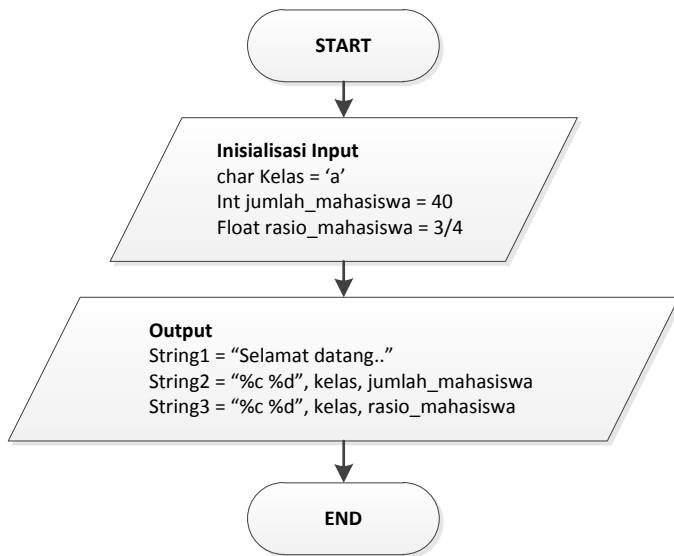 START
Inisialisasi Input
char Kelas = ‘a’
Int jumlah_mahasiswa = 40
Float rasio_mahasiswa = 3/4
Output
String1 = “Selamat datang..”
String2 = “%c %d”, kelas, jumlah_mahasiswa
String3 = “%c %d”, kelas, rasio_mahasiswa
END